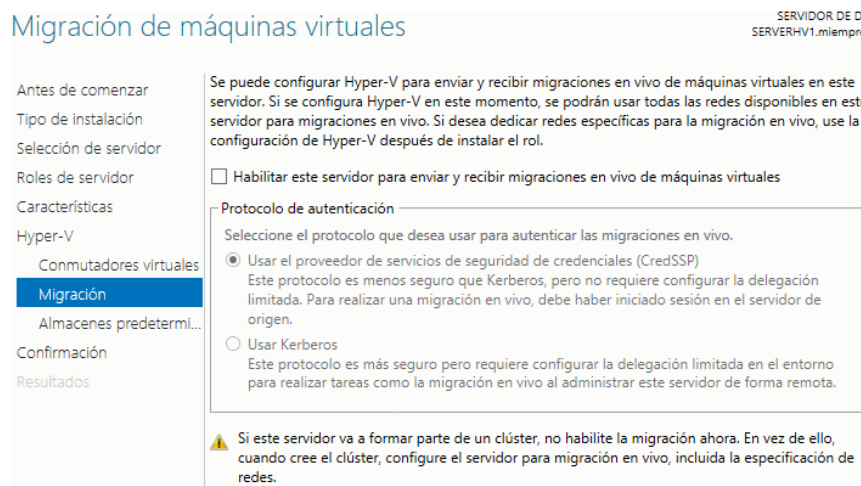 Migración de máquinas virtuales
SERVIDOR DE D
SERVERHV1.miempre
Antes de comenzar
Tipo de instalación
Selección de servidor
Roles de servidor
Características
Hyper-V
Conmutadores virtuales
Migración
Almacenes predetermi...
Confirmación
Resultados
Se puede configurar Hyper-V para enviar y recibir migraciones en vivo de máquinas virtuales en este
servidor. Si se configura Hyper-V en este momento, se podrán usar todas las redes disponibles en est
servidor para migraciones en vivo. Si desea dedicar redes específicas para la migración en vivo, use la
configuración de Hyper-V después de instalar el rol.
Habilitar este servidor para enviar y recibir migraciones en vivo de máquinas virtuales
Protocolo de autenticación
Seleccione el protocolo que desea usar para autenticar las migraciones en vivo.
Usar el proveedor de servicios de seguridad de credenciales (CredSSP)
Este protocolo es menos seguro que Kerberos, pero no requiere configurar la delegación
limitada. Para realizar una migración en vivo, debe haber iniciado sesión en el servidor de
origen.
Usar Kerberos
Este protocolo es más seguro pero requiere configurar la delegación limitada en el entorno
para realizar tareas como la migración en vivo al administrar este servidor de forma remota.
Si este servidor va a formar parte de un clúster, no habilite la migración ahora. En vez de ello,
cuando cree el clúster, configure el servidor para migración en vivo, incluida la especificación de
redes.